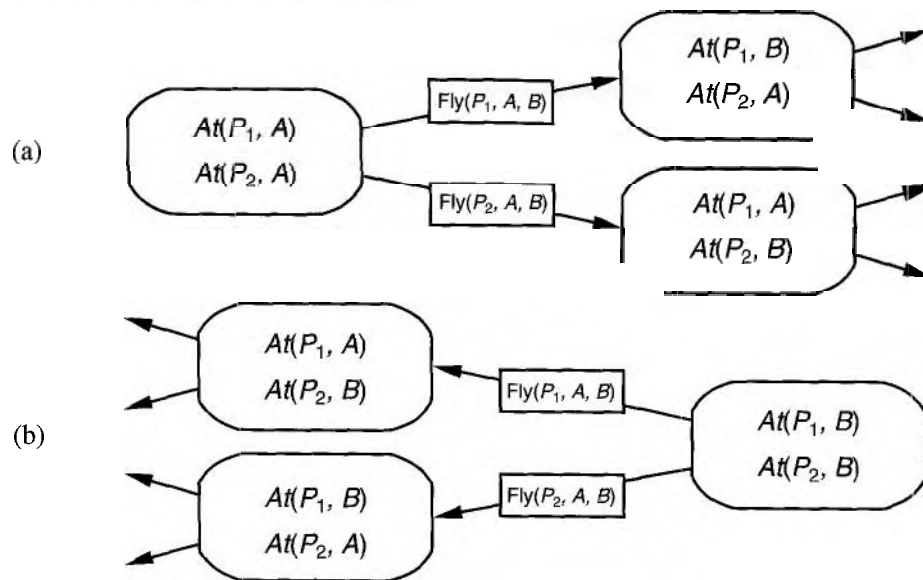 At(P₁, B)
At(P₂, A)
Fly(P₁, A, B)
(a)
At(P₁, A)
At(P₂, A)
Fly(P₂, A, B)
At(P₁, A)
At(P₂, B)
At(P₁, A)
At(P₂, B)
Fly(P₁, A, B)
(b)
At(P₁, B)
At(P₂, B)
At(P₁, B)
At(P₂, A)
Fly(P₂, A, B)